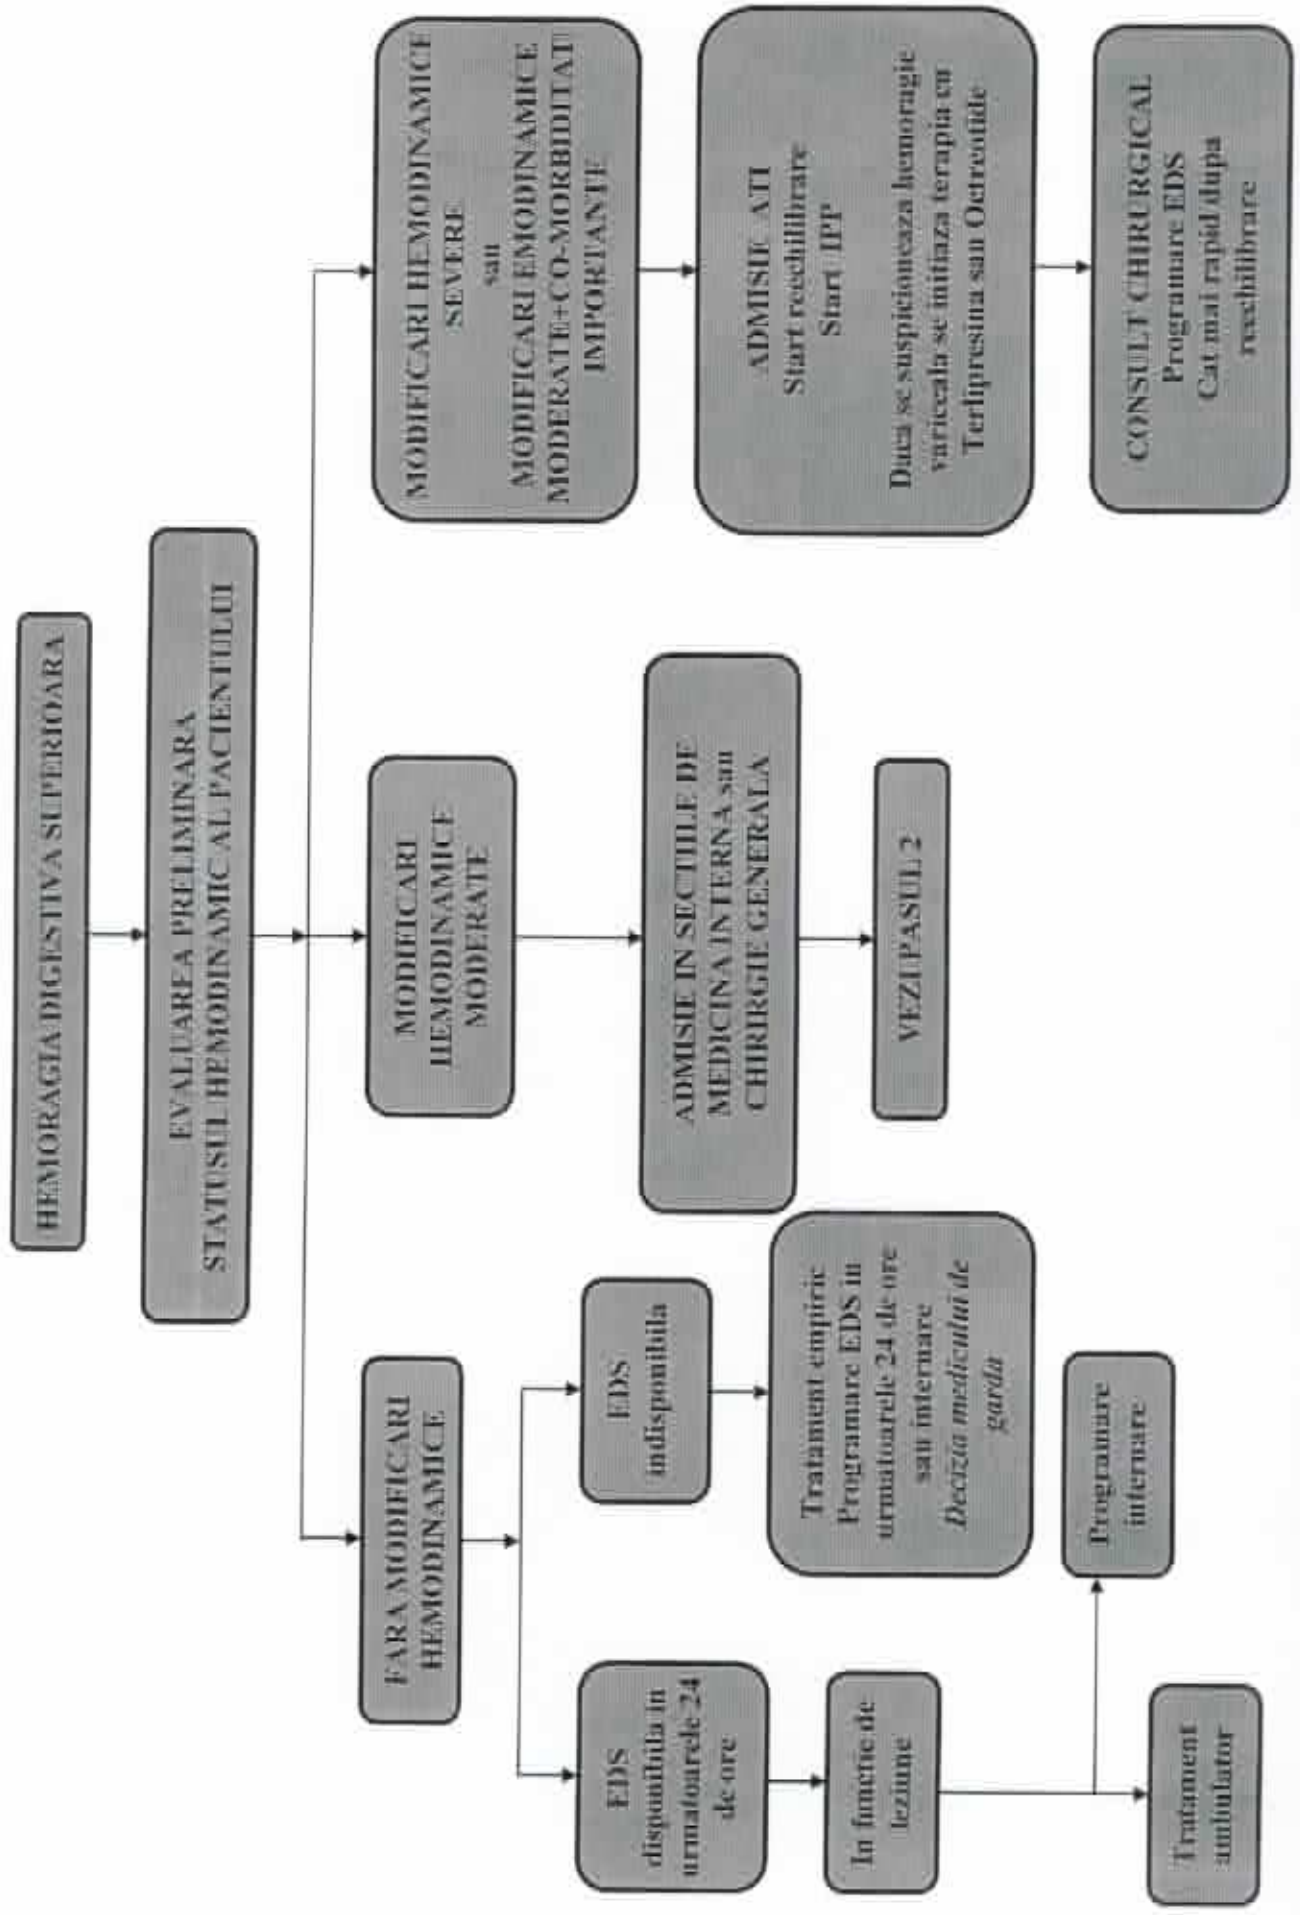 HEMORAGIA DIGESTIVA SUPERIOARA
EVALUAREA PRELIMINARA
STATUSUL HEMODINAMIC AL PACIENTULUI
FARA MODIFICARI
HEMODINAMICE
EDS
disponibila in
urmatoarele 24
de ore
In functie de
leziune
Tratament
ambulator
Programare
internare
EDS
indisponibila
Tratament empiric
Programare EDS in
urmatoarele 24 de ore
sau internare
Decizia medicului de
garda
MODIFICARI
HEMODINAMICE
MODERATE
ADMISIE IN SECTIILE DE
MEDICINA INTERNA sau
CHIRIRGIE GENERALA
VEZI PASUL 2
MODIFICARI HEMODINAMICE
SEVERE
sau
MODIFICARI EMODINAMICE
MODERATE+CO-MORBIDITATI
IMPORTANTE
ADMISIE ATI
Start reechilibrare
Start IPP
Daca se suspicioneaza hemoragie
variceala se initiaza terapia cu
Terlipresina sau Octreotide
CONSULT CHIRURGICAL
Programare EDS
Cat mai rapid dupa
reechilibrare